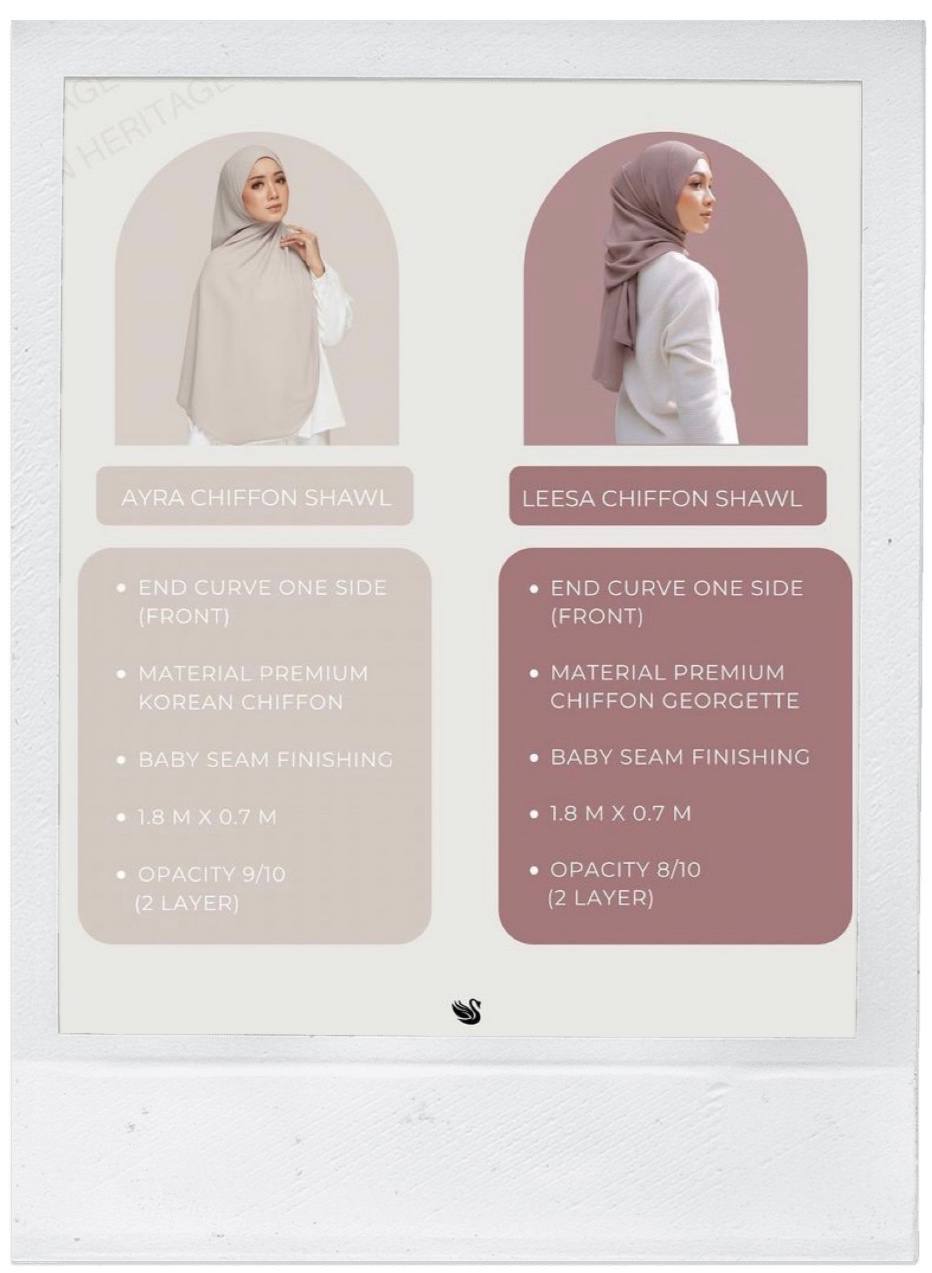 HERITAGE
AYRA CHIFFON SHAWL
• END CURVE ONE SIDE
(FRONT)
• MATERIAL PREMIUM
KOREAN CHIFFON
• BABY SEAM FINISHING
• 1.8 M X 0.7 M
• OPACITY 9/10
(2 LAYER)
LEESA CHIFFON SHAWL
• END CURVE ONE SIDE
(FRONT)
• MATERIAL PREMIUM
CHIFFON GEORGETTE
• BABY SEAM FINISHING
• 1.8 M X 0.7 M
• OPACITY 8/10
(2 LAYER)